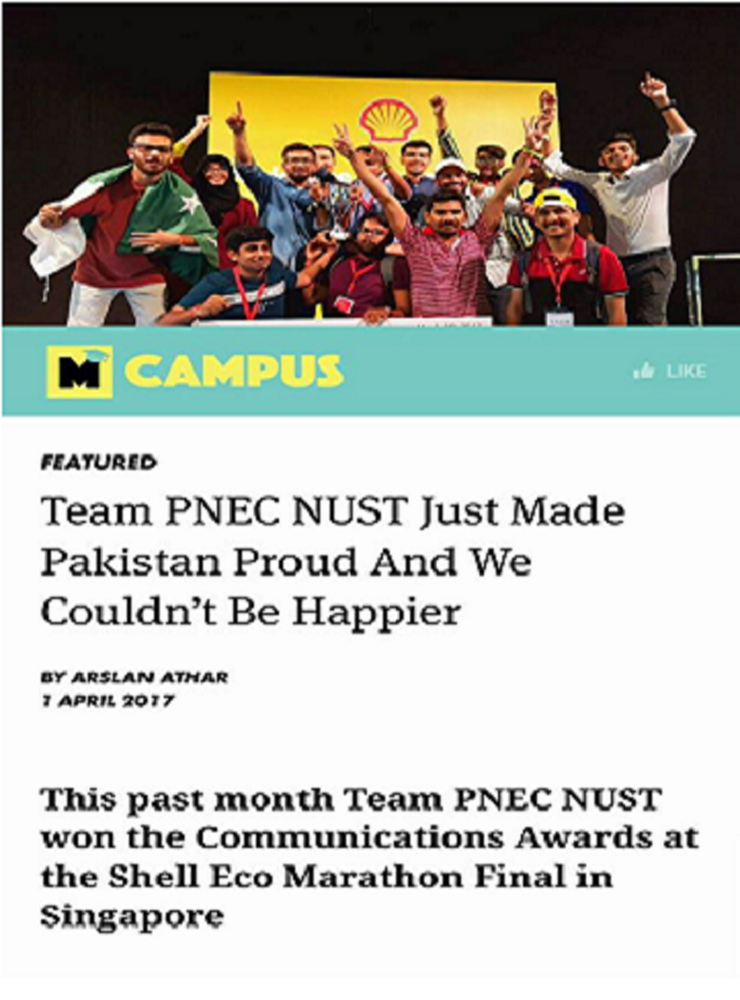 M CAMPUS
LIKE
FEATURED
Team PNEC NUST Just Made
Pakistan Proud And We
Couldn't Be Happier
BY ARSLAN ATHAR
7 APRIL 2017
This past month Team PNEC NUST
won the Communications Awards at
the Shell Eco Marathon Final in
Singapore